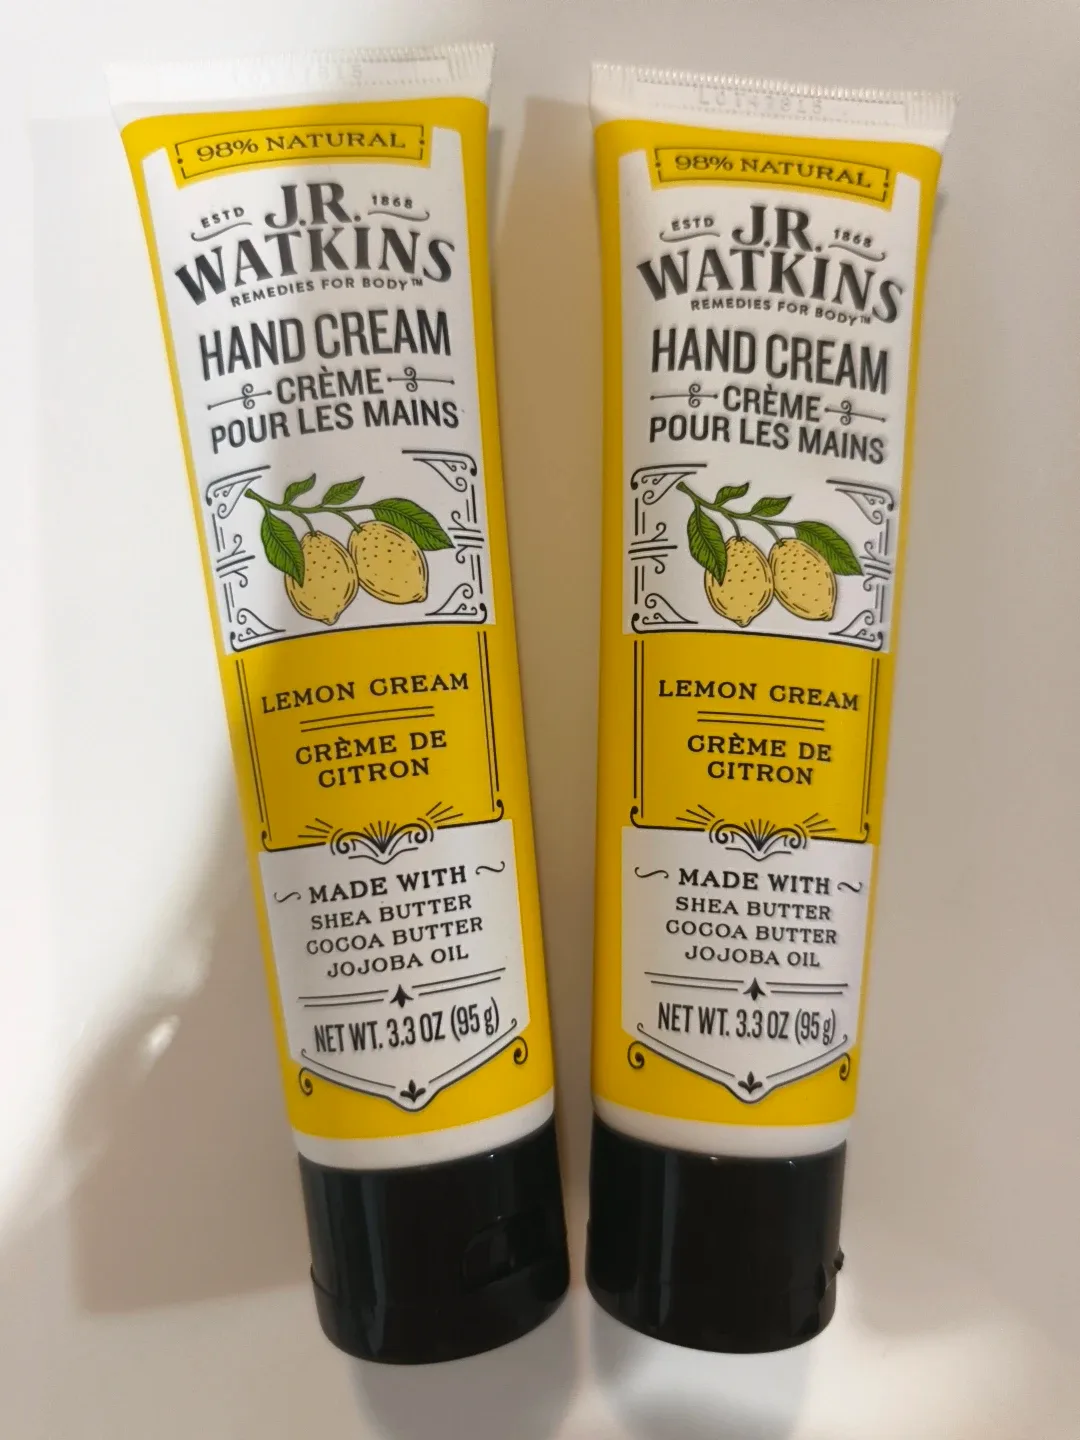 98% NATURAL
ESTD 1868
J.R.
WATKINS
REMEDIES FOR BODY™
HAND CREAM
CRÈME
POUR LES MAINS
LEMON CREAM
CRÈME DE
CITRON
MADE WITH
SHEA BUTTER
COCOA BUTTER
JOJOBA OIL
NET WT. 3.3 OZ (95 g)
98% NATURAL
ESTD 1868
J.R.
WATKINS
REMEDIES FOR BODY™
HAND CREAM
CRÈME
POUR LES MAINS
LEMON CREAM
CRÈME DE
CITRON
MADE WITH
SHEA BUTTER
COCOA BUTTER
JOJOBA OIL
NET WT. 3.3 OZ (95 g)